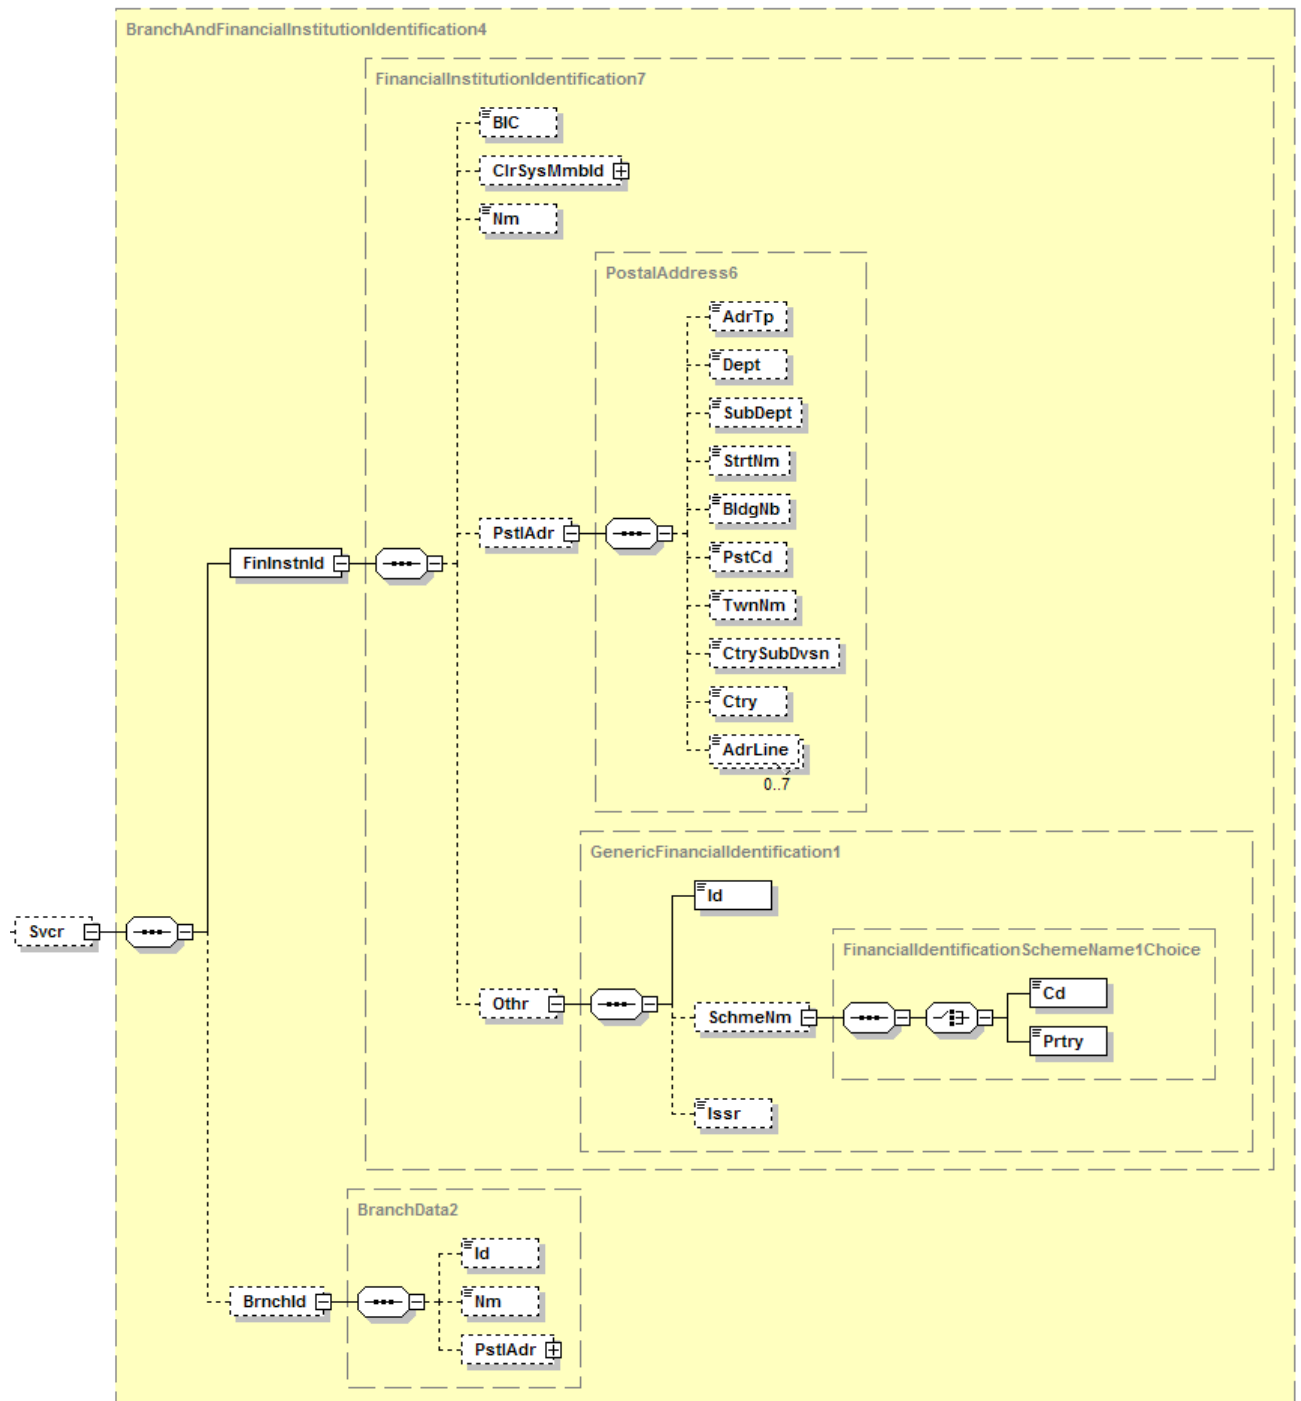 BranchAndFinancialInstitutionIdentification4
FinancialInstitutionIdentification7
BIC
ClrSysMmbId
Nm
PostalAddress6
AdrTp
Dept
SubDept
StrtNm
BldgNb
PstlAdr
PstCd
FinInstnId
TwnNm
CtrySubDvsn
Ctry
AdrLine
0..7
GenericFinancialIdentification1
Id
Svcr
FinancialIdentificationSchemeName1Choice
Cd
Othr
SchmeNm
Prtry
Issr
BranchData2
Id
BrnchId
Nm
PstlAdr